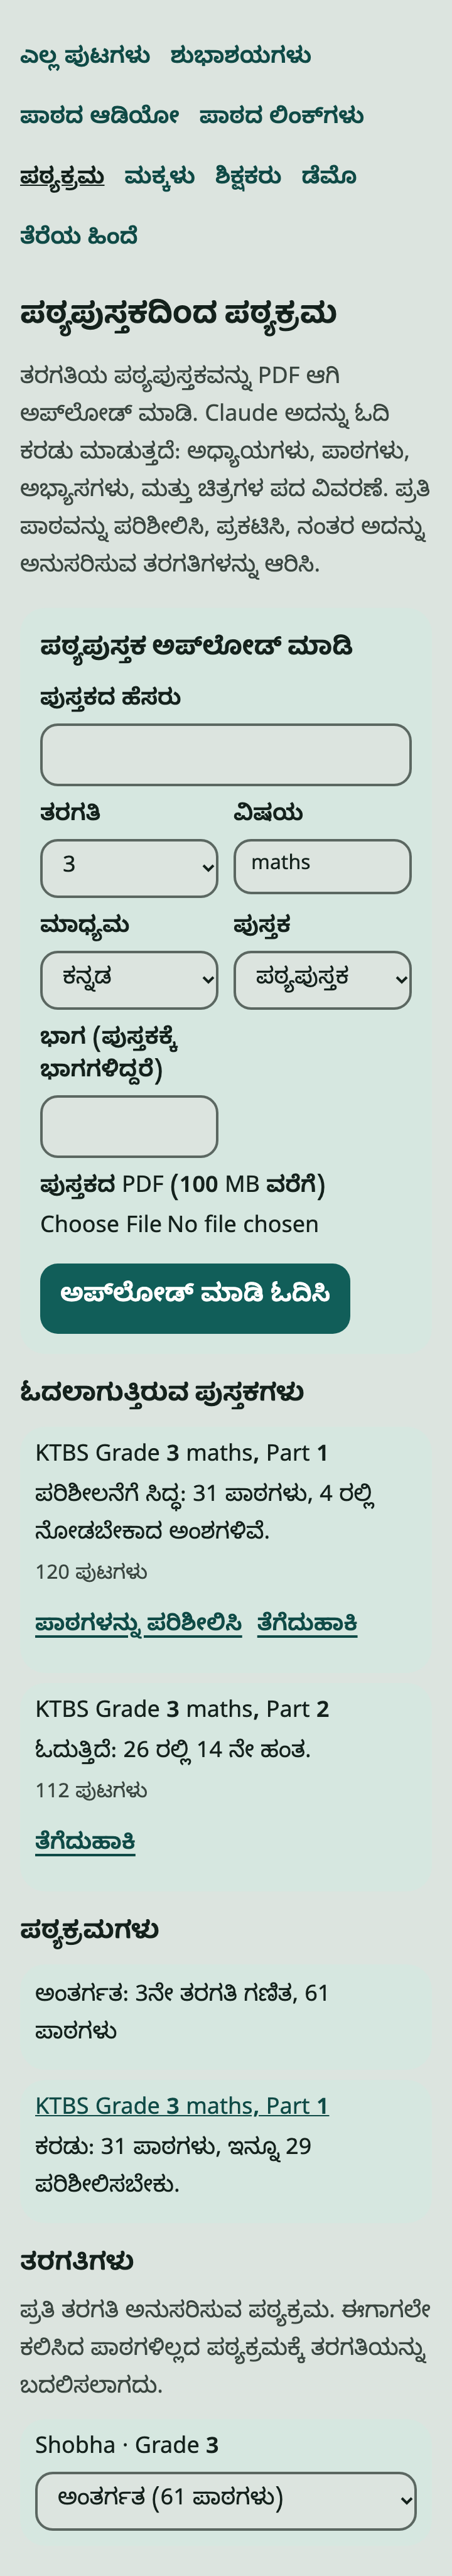 ಎಲ್ಲ ಪುಟಗಳು ಶುಭಾಶಯಗಳು
ಪಾಠದ ಆಡಿಯೋ ಪಾಠದ ಲಿಂಕ್‌ಗಳು
ಪಠ್ಯಕ್ರಮ ಮಕ್ಕಳು ಶಿಕ್ಷಕರು ಡೆಮೊ
ತೆರೆಯ ಹಿಂದೆ
ಪಠ್ಯಪುಸ್ತಕದಿಂದ ಪಠ್ಯಕ್ರಮ
ತರಗತಿಯ ಪಠ್ಯಪುಸ್ತಕವನ್ನು PDF ಆಗಿ
ಅಪ್‌ಲೋಡ್ ಮಾಡಿ. Claude ಅದನ್ನು ಓದಿ
ಕರಡು ಮಾಡುತ್ತದೆ: ಅಧ್ಯಾಯಗಳು, ಪಾಠಗಳು,
ಅಭ್ಯಾಸಗಳು, ಮತ್ತು ಚಿತ್ರಗಳ ಪದ ವಿವರಣೆ. ಪ್ರತಿ
ಪಾಠವನ್ನು ಪರಿಶೀಲಿಸಿ, ಪ್ರಕಟಿಸಿ, ನಂತರ ಅದನ್ನು
ಅನುಸರಿಸುವ ತರಗತಿಗಳನ್ನು ಆರಿಸಿ.
ಪಠ್ಯಪುಸ್ತಕ ಅಪ್‌ಲೋಡ್ ಮಾಡಿ
ಪುಸ್ತಕದ ಹೆಸರು
ತರಗತಿ ವಿಷಯ
3 maths
ಮಾಧ್ಯಮ ಪುಸ್ತಕ
ಕನ್ನಡ ಪಠ್ಯಪುಸ್ತಕ
ಭಾಗ (ಪುಸ್ತಕಕ್ಕೆ
ಭಾಗಗಳಿದ್ದರೆ)
ಪುಸ್ತಕದ PDF (100 MB ವರೆಗೆ)
Choose File No file chosen
ಅಪ್‌ಲೋಡ್ ಮಾಡಿ ಓದಿಸಿ
ಓದಲಾಗುತ್ತಿರುವ ಪುಸ್ತಕಗಳು
KTBS Grade 3 maths, Part 1
ಪರಿಶೀಲನೆಗೆ ಸಿದ್ಧ: 31 ಪಾಠಗಳು, 4 ರಲ್ಲಿ
ನೋಡಬೇಕಾದ ಅಂಶಗಳಿವೆ.
120 ಪುಟಗಳು
ಪಾಠಗಳನ್ನು ಪರಿಶೀಲಿಸಿ ತೆಗೆದುಹಾಕಿ
KTBS Grade 3 maths, Part 2
ಓದುತ್ತಿದೆ: 26 ರಲ್ಲಿ 14 ನೇ ಹಂತ.
112 ಪುಟಗಳು
ತೆಗೆದುಹಾಕಿ
ಪಠ್ಯಕ್ರಮಗಳು
ಅಂತರ್ಗತ: 3ನೇ ತರಗತಿ ಗಣಿತ, 61
ಪಾಠಗಳು
KTBS Grade 3 maths, Part 1
ಕರಡು: 31 ಪಾಠಗಳು, ಇನ್ನೂ 29
ಪರಿಶೀಲಿಸಬೇಕು.
ತರಗತಿಗಳು
ಪ್ರತಿ ತರಗತಿ ಅನುಸರಿಸುವ ಪಠ್ಯಕ್ರಮ. ಈಗಾಗಲೇ
ಕಲಿಸಿದ ಪಾಠಗಳಿಲ್ಲದ ಪಠ್ಯಕ್ರಮಕ್ಕೆ ತರಗತಿಯನ್ನು
ಬದಲಿಸಲಾಗದು.
Shobha · Grade 3
ಅಂತರ್ಗತ (61 ಪಾಠಗಳು)